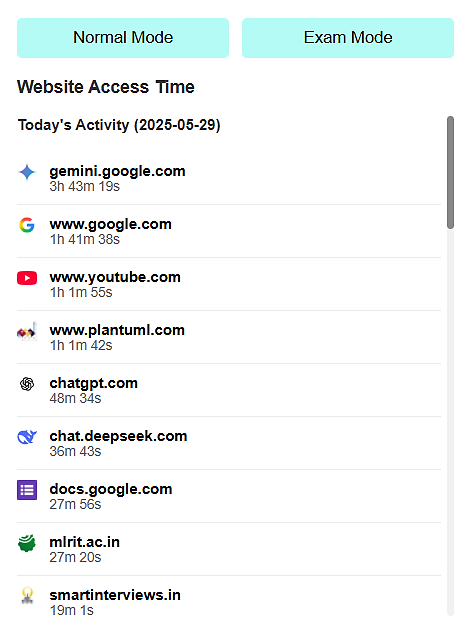 Normal Mode
Exam Mode
Website Access Time
Today's Activity (2025-05-29)
gemini.google.com
3h 43m 19s
www.google.com
1h 41m 38s
www.youtube.com
1h 1m 55s
www.plantuml.com
1h 1m 42s
chatgpt.com
48m 34s
chat.deepseek.com
36m 43s
docs.google.com
27m 56s
mlrit.ac.in
27m 20s
smartinterviews.in
19m 1s